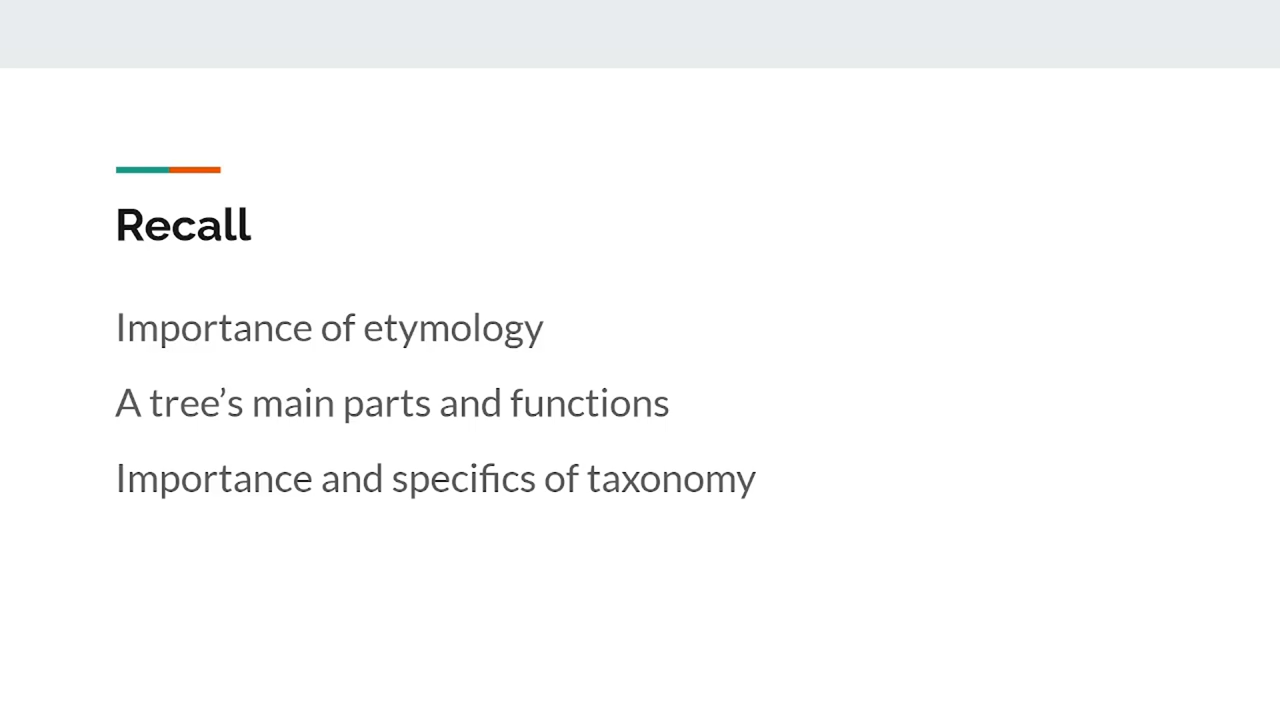 Recall
Importance of etymology
A tree’s main parts and functions
Importance and specifics of taxonomy